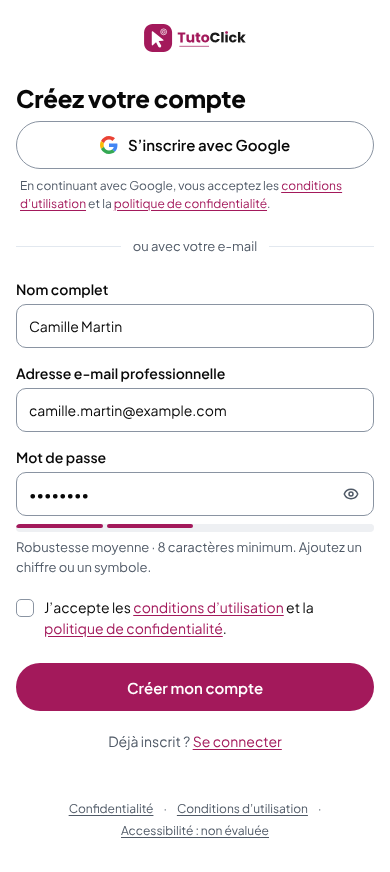 TutoClick
Créez votre compte
S’inscrire avec Google
En continuant avec Google, vous acceptez les conditions
d’utilisation et la politique de confidentialité.
ou avec votre e-mail
Nom complet
Camille Martin
Adresse e-mail professionnelle
camille.martin@example.com
Mot de passe
••••••••
Robustesse moyenne · 8 caractères minimum. Ajoutez un
chiffre ou un symbole.
J’accepte les conditions d’utilisation et la
politique de confidentialité.
Créer mon compte
Déjà inscrit ? Se connecter
Confidentialité · Conditions d’utilisation ·
Accessibilité : non évaluée